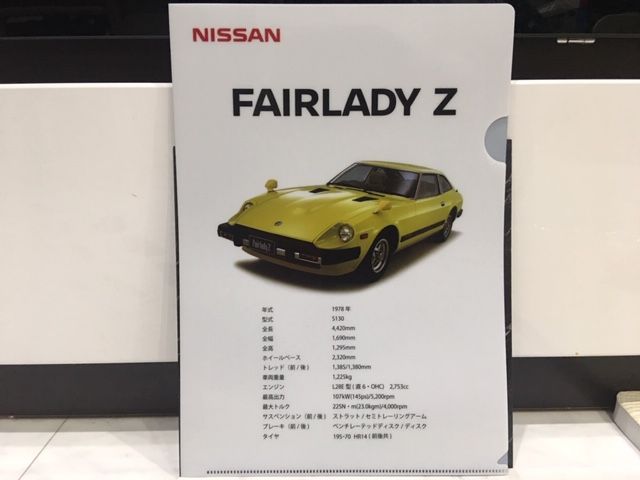 NISSAN
FAIRLADY Z
Fairlady Z
年式 1978 年
型式 S130
全長 4,420mm
全幅 1,690mm
全高 1,295mm
ホイールベース 2,320mm
トレッド（前 / 後） 1,385/1,380mm
車両重量 1,225kg
エンジン L28E 型 ( 直 6・OHC) 2,753cc
最高出力 107kW(145ps)/5,200rpm
最大トルク 225N・m(23.0kgm)/4,000rpm
サスペンション（前 / 後） ストラット / セミトレーリングアーム
ブレーキ（前 / 後） ベンチレーテッドディスク / ディスク
タイヤ 195-70 HR14 ( 前後共 )